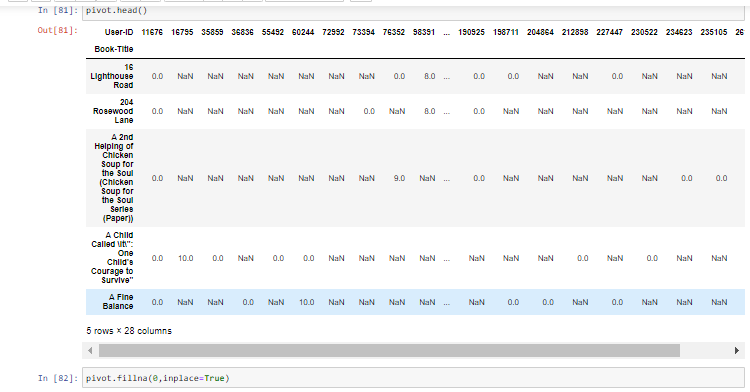 In [81]: pivot.head()
Out[81]:
User-ID 11676 16795 35859 36836 55492 60244 72992 73394 76352 98391 ... 190925 198711 204864 212898 227447 230522 234623 235105 26
Book-Title
16
Lighthouse 0.0 NaN NaN NaN NaN NaN NaN NaN 0.0 8.0 ... 0.0 0.0 NaN NaN 0.0 NaN NaN NaN
Road
204
Rosewood 0.0 NaN NaN NaN NaN NaN NaN 0.0 NaN 8.0 ... 0.0 NaN NaN NaN NaN NaN NaN NaN
Lane
A 2nd
Helping of
Chicken
Soup for
the Soul
(Chicken 0.0 NaN NaN NaN NaN NaN NaN NaN 9.0 NaN ... 0.0 NaN NaN NaN NaN NaN 0.0 0.0
Soup for
the Soul
Series
(Paper))
A Child
Called \It\":
One 0.0 10.0 0.0 NaN 0.0 0.0 NaN NaN NaN NaN ... NaN NaN NaN 0.0 NaN 0.0 NaN NaN
Child's
Courage to
Survive"
A Fine
Balance 0.0 NaN NaN 0.0 NaN 10.0 NaN NaN NaN NaN ... NaN 0.0 0.0 NaN 0.0 NaN NaN NaN
5 rows × 28 columns
In [82]: pivot.fillna(0,inplace=True)